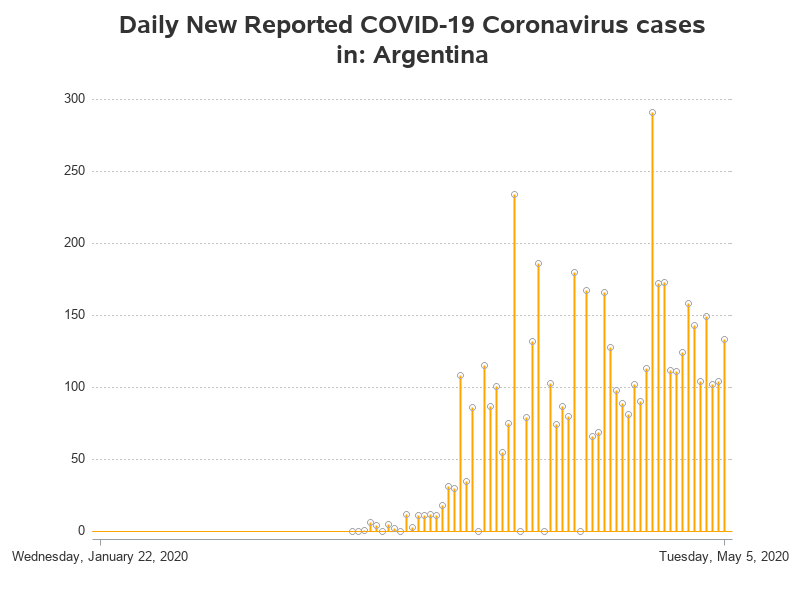 Daily New Reported COVID-19 Coronavirus cases
in: Argentina
300
250
200
150
100
50
0
Wednesday, January 22, 2020
Tuesday, May 5, 2020